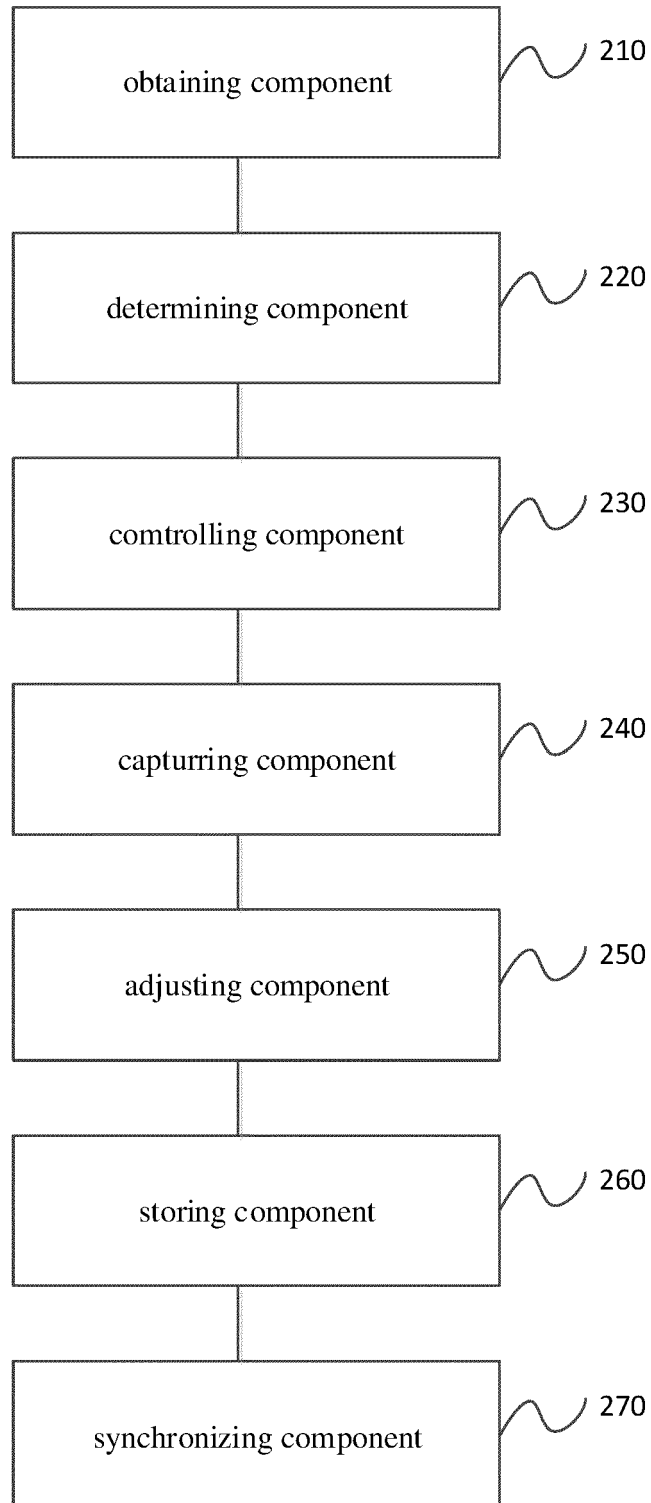 obtaining component
210
determining component
220
comtrolling component
230
capturring component
240
adjusting component
250
storing component
260
synchronizing component
270